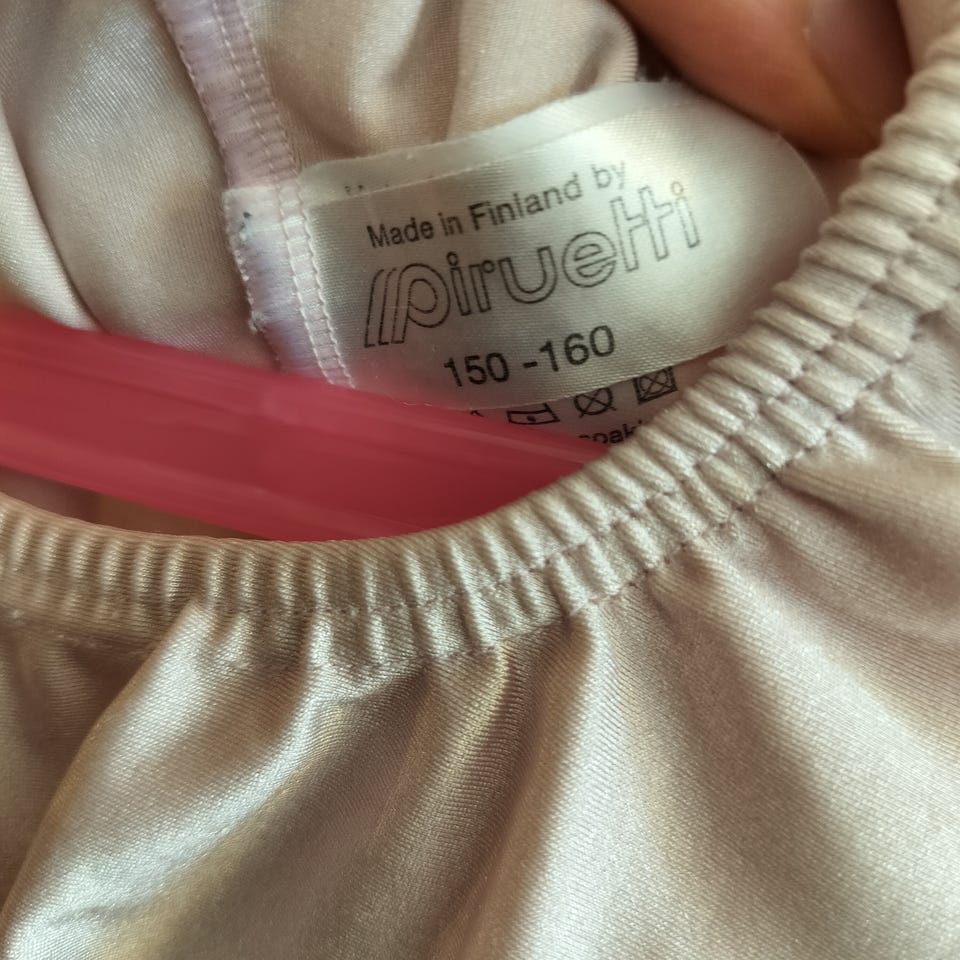 Made in Finland by
piruetti
150 - 160